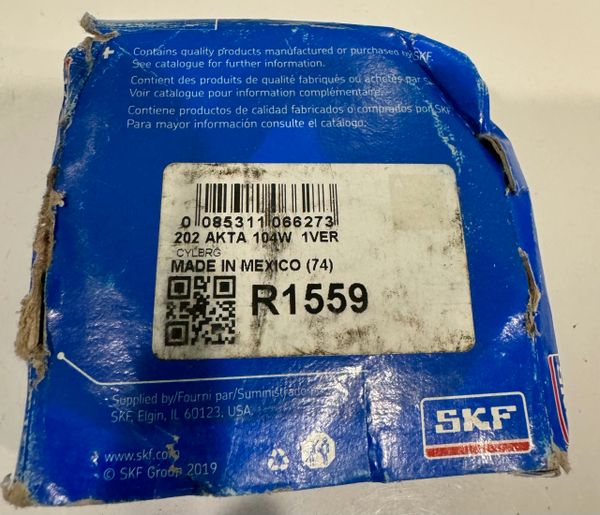 Contains quality products manufactured or purchased by SKF.
See catalogue for further information.
Contient des produits de qualité fabriqués ou achetés par
Voir catalogue pour information complémentaire.
Contiene productos de calidad fabricados o comprados por SKF
Para mayor información consulte el catálogo.
0 085311 066273
202 AKTA 104W 1VER
CYLBRG
MADE IN MEXICO (74)
R1559
Supplied by/Fourni par/Suministrado
SKF, Elgin, IL 60123. USA.
SKF
www.skf.com
© SKF Group 2019